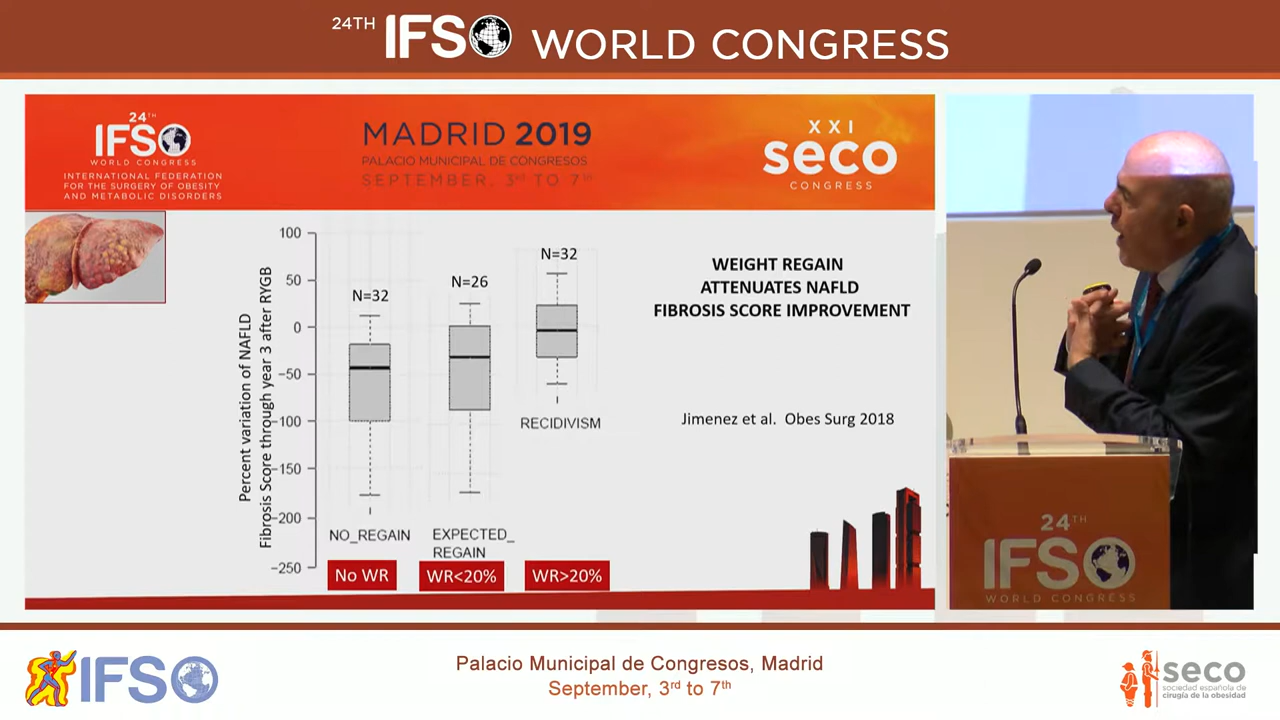 24TH IFSO WORLD CONGRESS
24TH
IFSO
WORLD CONGRESS
INTERNATIONAL FEDERATION
FOR THE SURGERY OF OBESITY
AND METABOLIC DISORDERS
MADRID 2019
PALACIO MUNICIPAL DE CONGRESOS
SEPTEMBER, 3rd TO 7th
XXI
seco
CONGRESS
Percent variation of NAFLD
Fibrosis Score through year 3 after RYGB
100
50
0
−50
−100
−150
−200
−250
N=32
N=26
N=32
NO_REGAIN
EXPECTED_
REGAIN
RECIDIVISM
No WR
WR<20%
WR>20%
WEIGHT REGAIN
ATTENUATES NAFLD
FIBROSIS SCORE IMPROVEMENT
Jimenez et al. Obes Surg 2018
24TH
IFSO
WORLD CONGRESS
IFSO
Palacio Municipal de Congresos, Madrid
September, 3rd to 7th
seco
sociedad española de
cirugía de la obesidad